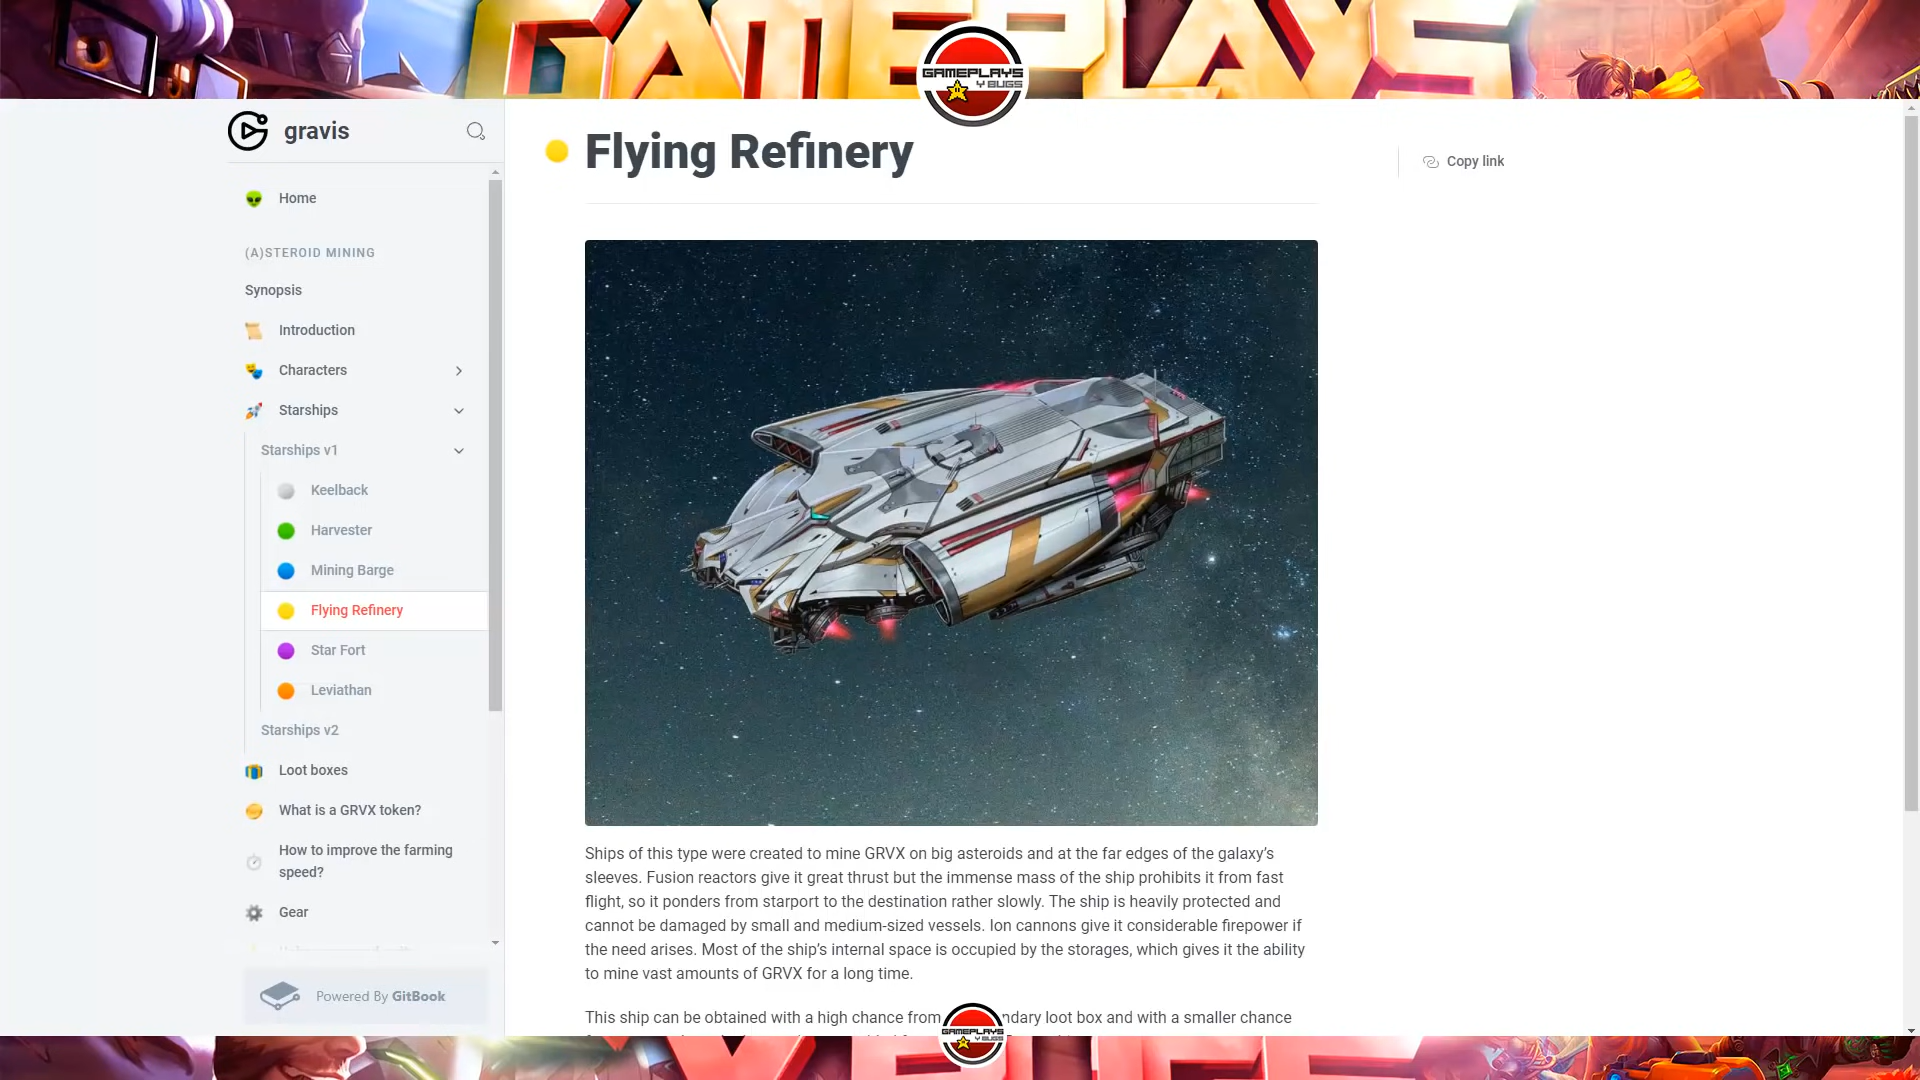 GAMEPLAYS
GAMEPLAYS
Y BUGS
gravis
Flying Refinery
Copy link
Home
(A)STEROID MINING
Synopsis
Introduction
Characters
Starships
Starships v1
Keelback
Harvester
Mining Barge
Flying Refinery
Star Fort
Leviathan
Starships v2
Loot boxes
What is a GRVX token?
How to improve the farming
speed?
Gear
Powered By GitBook
Ships of this type were created to mine GRVX on big asteroids and at the far edges of the galaxy's
sleeves. Fusion reactors give it great thrust but the immense mass of the ship prohibits it from fast
flight, so it ponders from starport to the destination rather slowly. The ship is heavily protected and
cannot be damaged by small and medium-sized vessels. Ion cannons give it considerable firepower if
the need arises. Most of the ship's internal space is occupied by the storages, which gives it the ability
to mine vast amounts of GRVX for a long time.
This ship can be obtained with a high chance from ndary loot box and with a smaller chance
GAMEPLAYS
Y BUGS